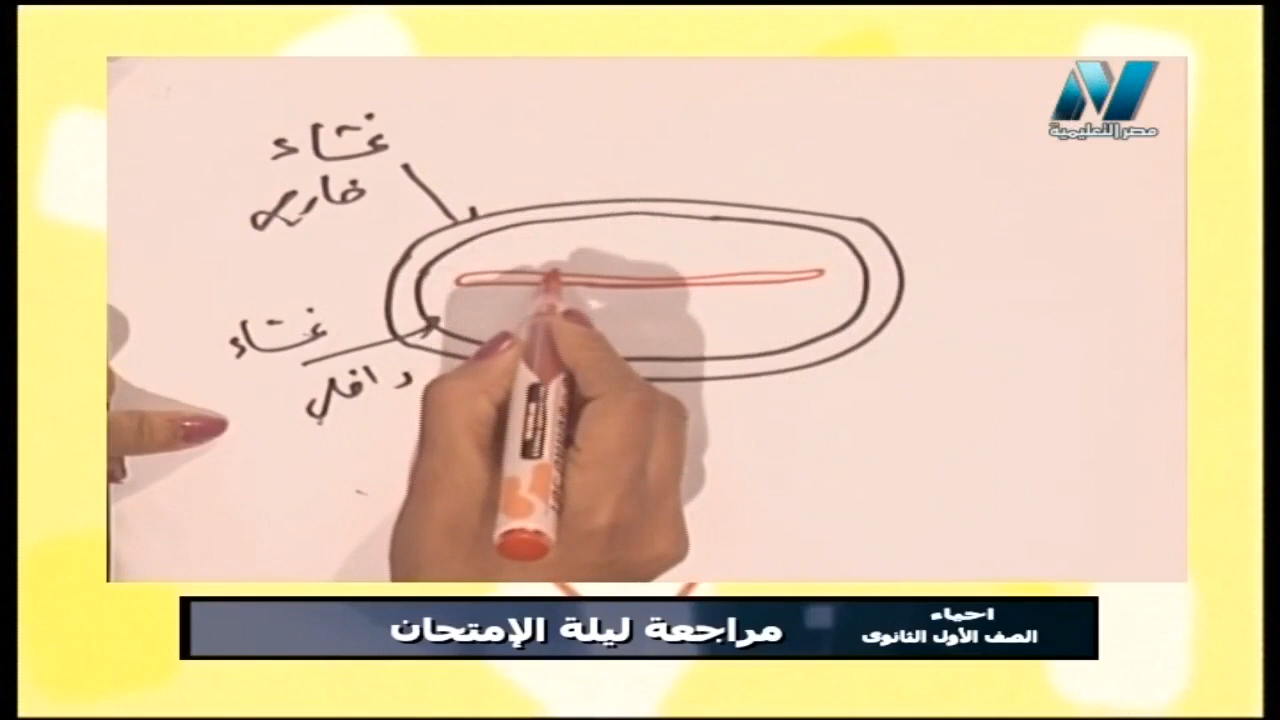 مصر التعليمية
غشاء
خارجي
غشاء
داخلي
احياء
الصف الأول الثانوى
مراجعة ليلة الإمتحان